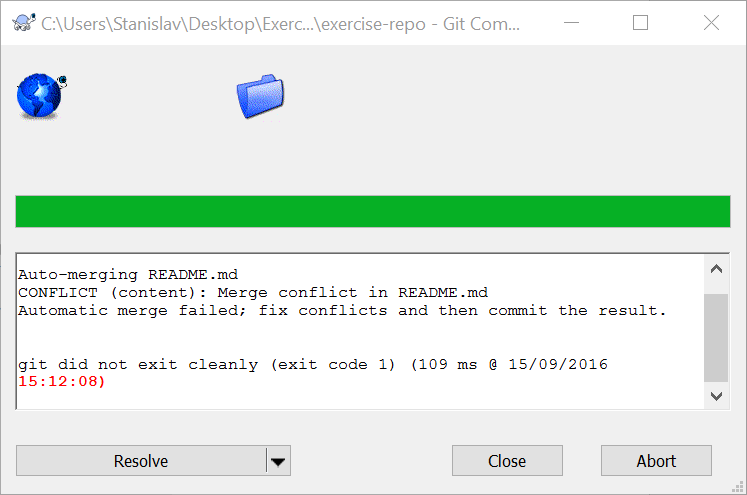 C:\Users\Stanislav\Desktop\Exerc...\exercise-repo - Git Com...
Auto-merging README.md
CONFLICT (content): Merge conflict in README.md
Automatic merge failed; fix conflicts and then commit the result.
git did not exit cleanly (exit code 1) (109 ms @ 15/09/2016
15:12:08)
Resolve
Close
Abort